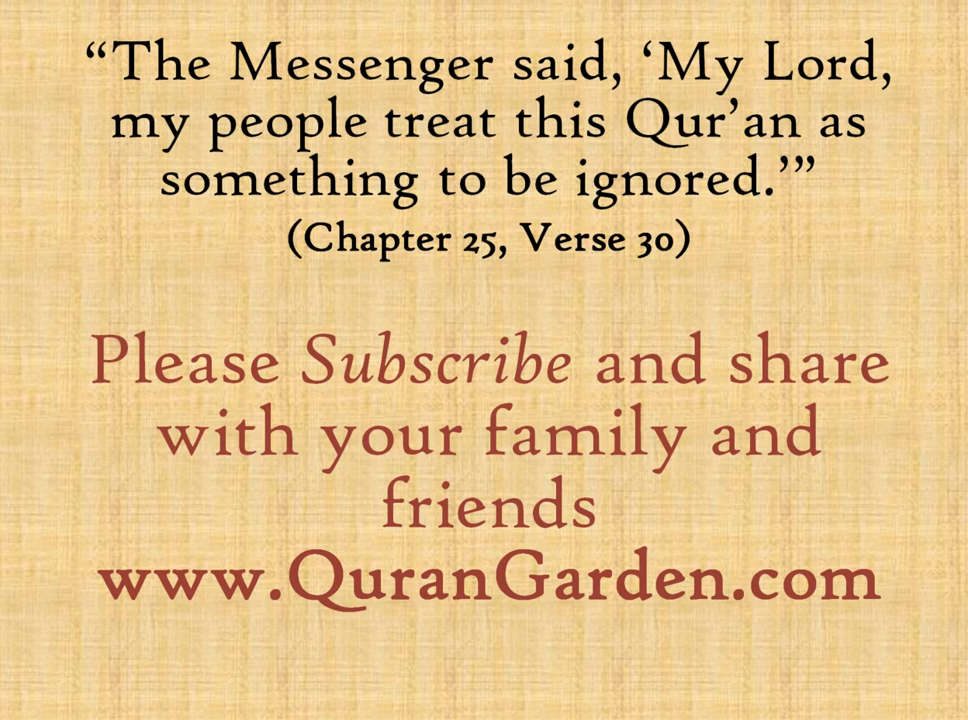 “The Messenger said, ‘My Lord,
my people treat this Qur’an as
something to be ignored.’”
(Chapter 25, Verse 30)
Please Subscribe and share
with your family and
friends
www.QuranGarden.com